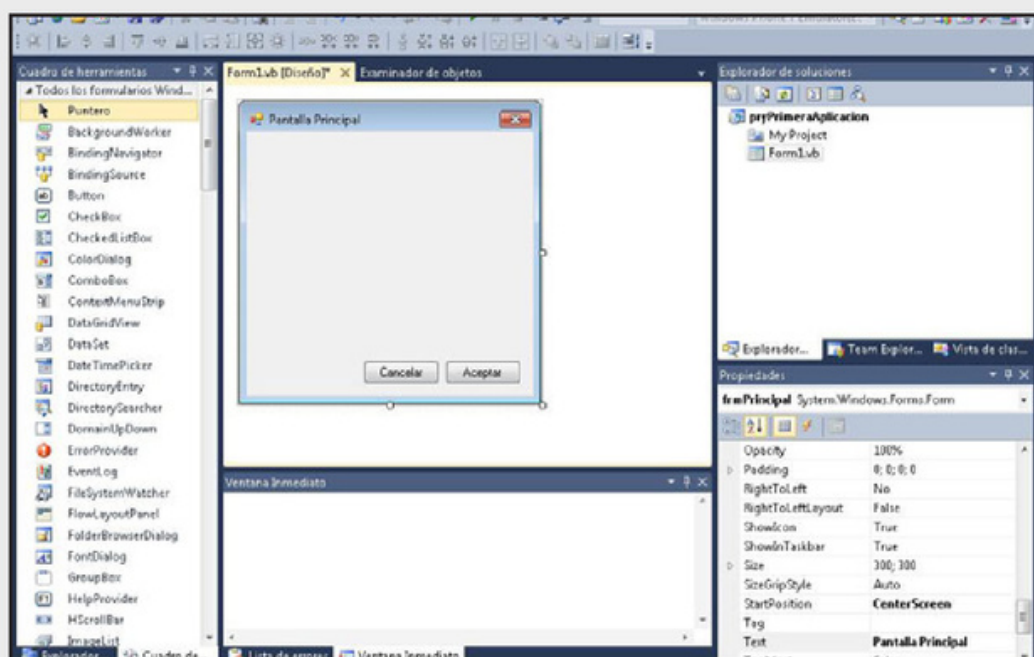 Cuadro de herramientas
Todos los formularios Wind...
Puntero
BackgroundWorker
BindingNavigator
BindingSource
Button
CheckBox
CheckedListBox
ColorDialog
ComboBox
ContextMenuStrip
DataGridView
DataSet
DateTimePicker
DirectoryEntry
DirectorySearcher
DomainUpDown
ErrorProvider
EventLog
FileSystemWatcher
FlowLayoutPanel
FolderBrowserDialog
FontDialog
GroupBox
HelpProvider
HScrollBar
ImageList
Explorador... Cuadro de...
Form1.vb [Diseño]* Examinador de objetos
Pantalla Principal
Cancelar Aceptar
Ventana Inmediato
Lista de errores Ventana Inmediato
Explorador de soluciones
pryPrimeraAplicacion
My Project
Form1.vb
Explorador... Team Explor... Vista de clas...
Propiedades
frmPrincipal System.Windows.Forms.Form
Opacity 100%
Padding 0; 0; 0; 0
RightToLeft No
RightToLeftLayout False
ShowIcon True
ShowInTaskbar True
Size 300; 300
SizeGripStyle Auto
StartPosition CenterScreen
Tag
Text Pantalla Principal